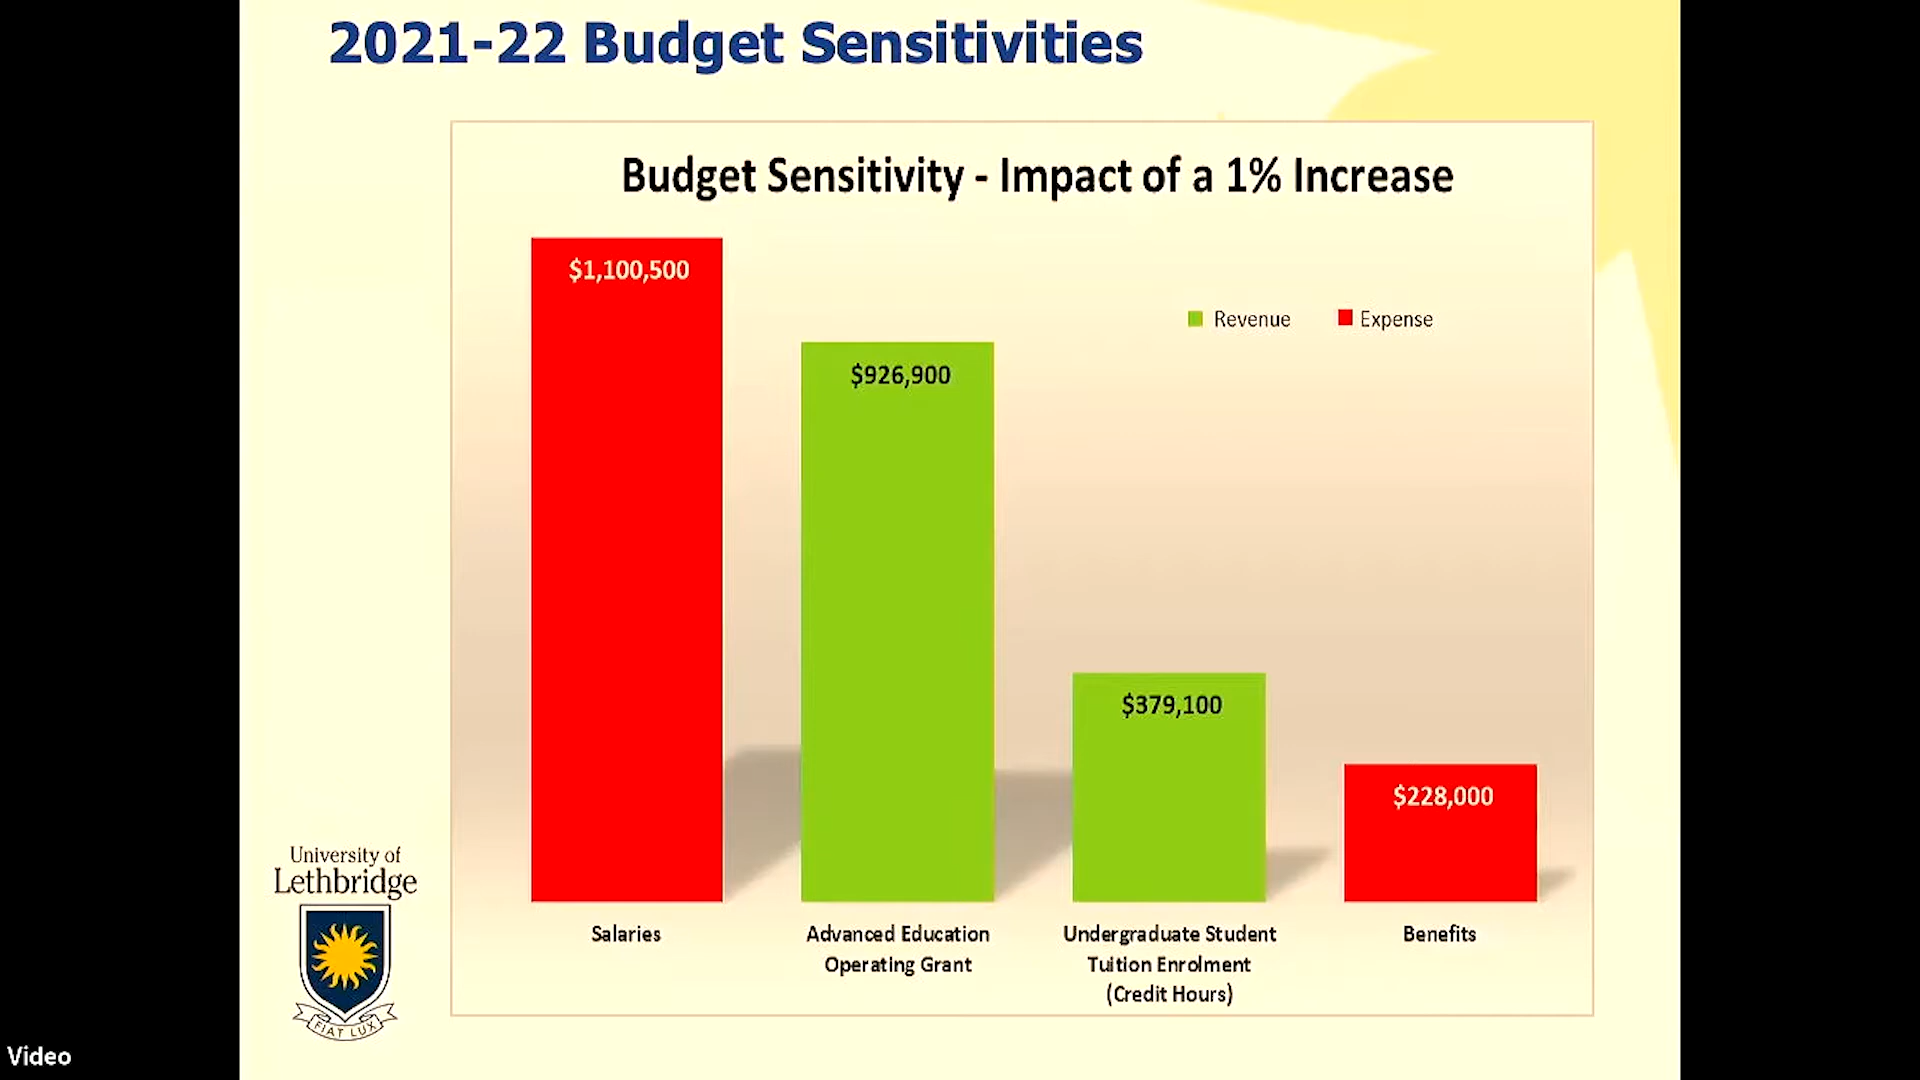 2021-22 Budget Sensitivities
Budget Sensitivity - Impact of a 1% Increase
$1,100,500
Revenue
Expense
$926,900
$379,100
$228,000
Salaries
Advanced Education
Operating Grant
Undergraduate Student
Tuition Enrolment
(Credit Hours)
Benefits
University of
Lethbridge
FIAT LUX
Video